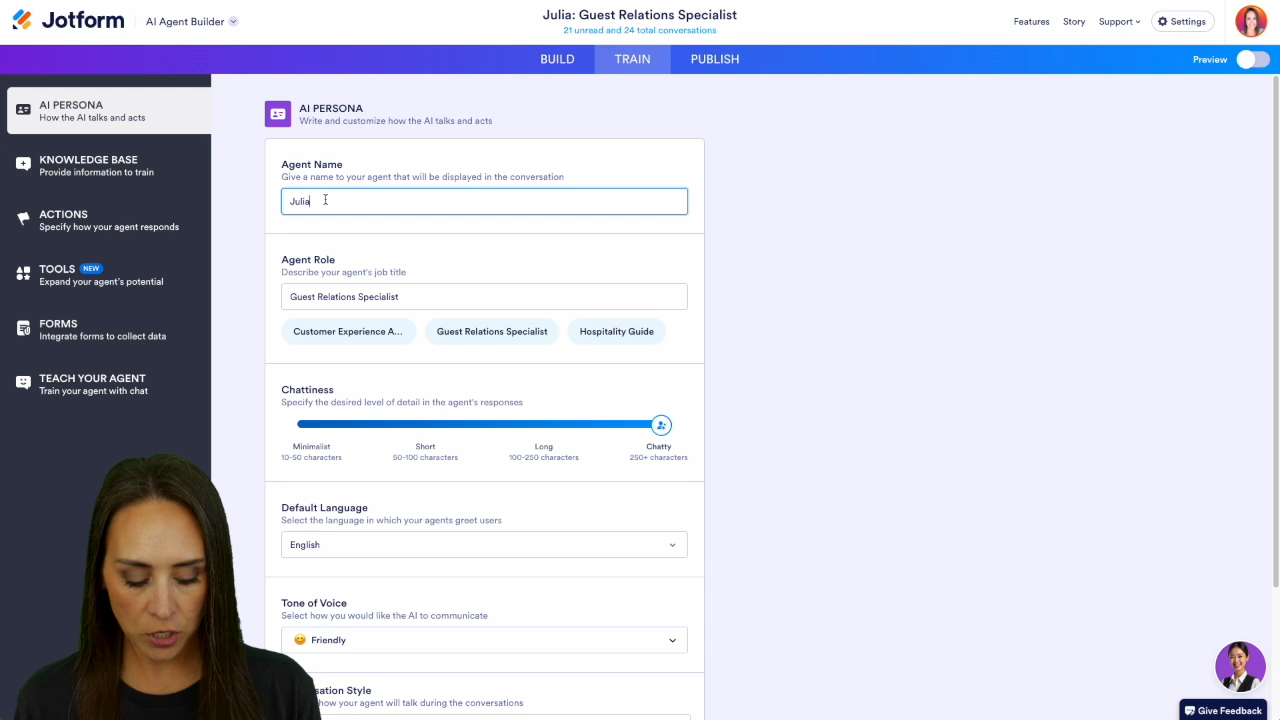 Jotform
AI Agent Builder
Julia: Guest Relations Specialist
21 unread and 24 total conversations
Features
Story
Support
Settings
BUILD
TRAIN
PUBLISH
Preview
AI PERSONA
How the AI talks and acts
KNOWLEDGE BASE
Provide information to train
ACTIONS
Specify how your agent responds
TOOLS NEW
Expand your agent's potential
FORMS
Integrate forms to collect data
TEACH YOUR AGENT
Train your agent with chat
AI PERSONA
Write and customize how the AI talks and acts
Agent Name
Give a name to your agent that will be displayed in the conversation
Julia
Agent Role
Describe your agent's job title
Guest Relations Specialist
Customer Experience A...
Guest Relations Specialist
Hospitality Guide
Chattiness
Specify the desired level of detail in the agent's responses
Minimalist
10-50 characters
Short
50-100 characters
Long
100-250 characters
Chatty
250+ characters
Default Language
Select the language in which your agents greet users
English
Tone of Voice
Select how you would like the AI to communicate
Friendly
sation Style
how your agent will talk during the conversations
Give Feedback